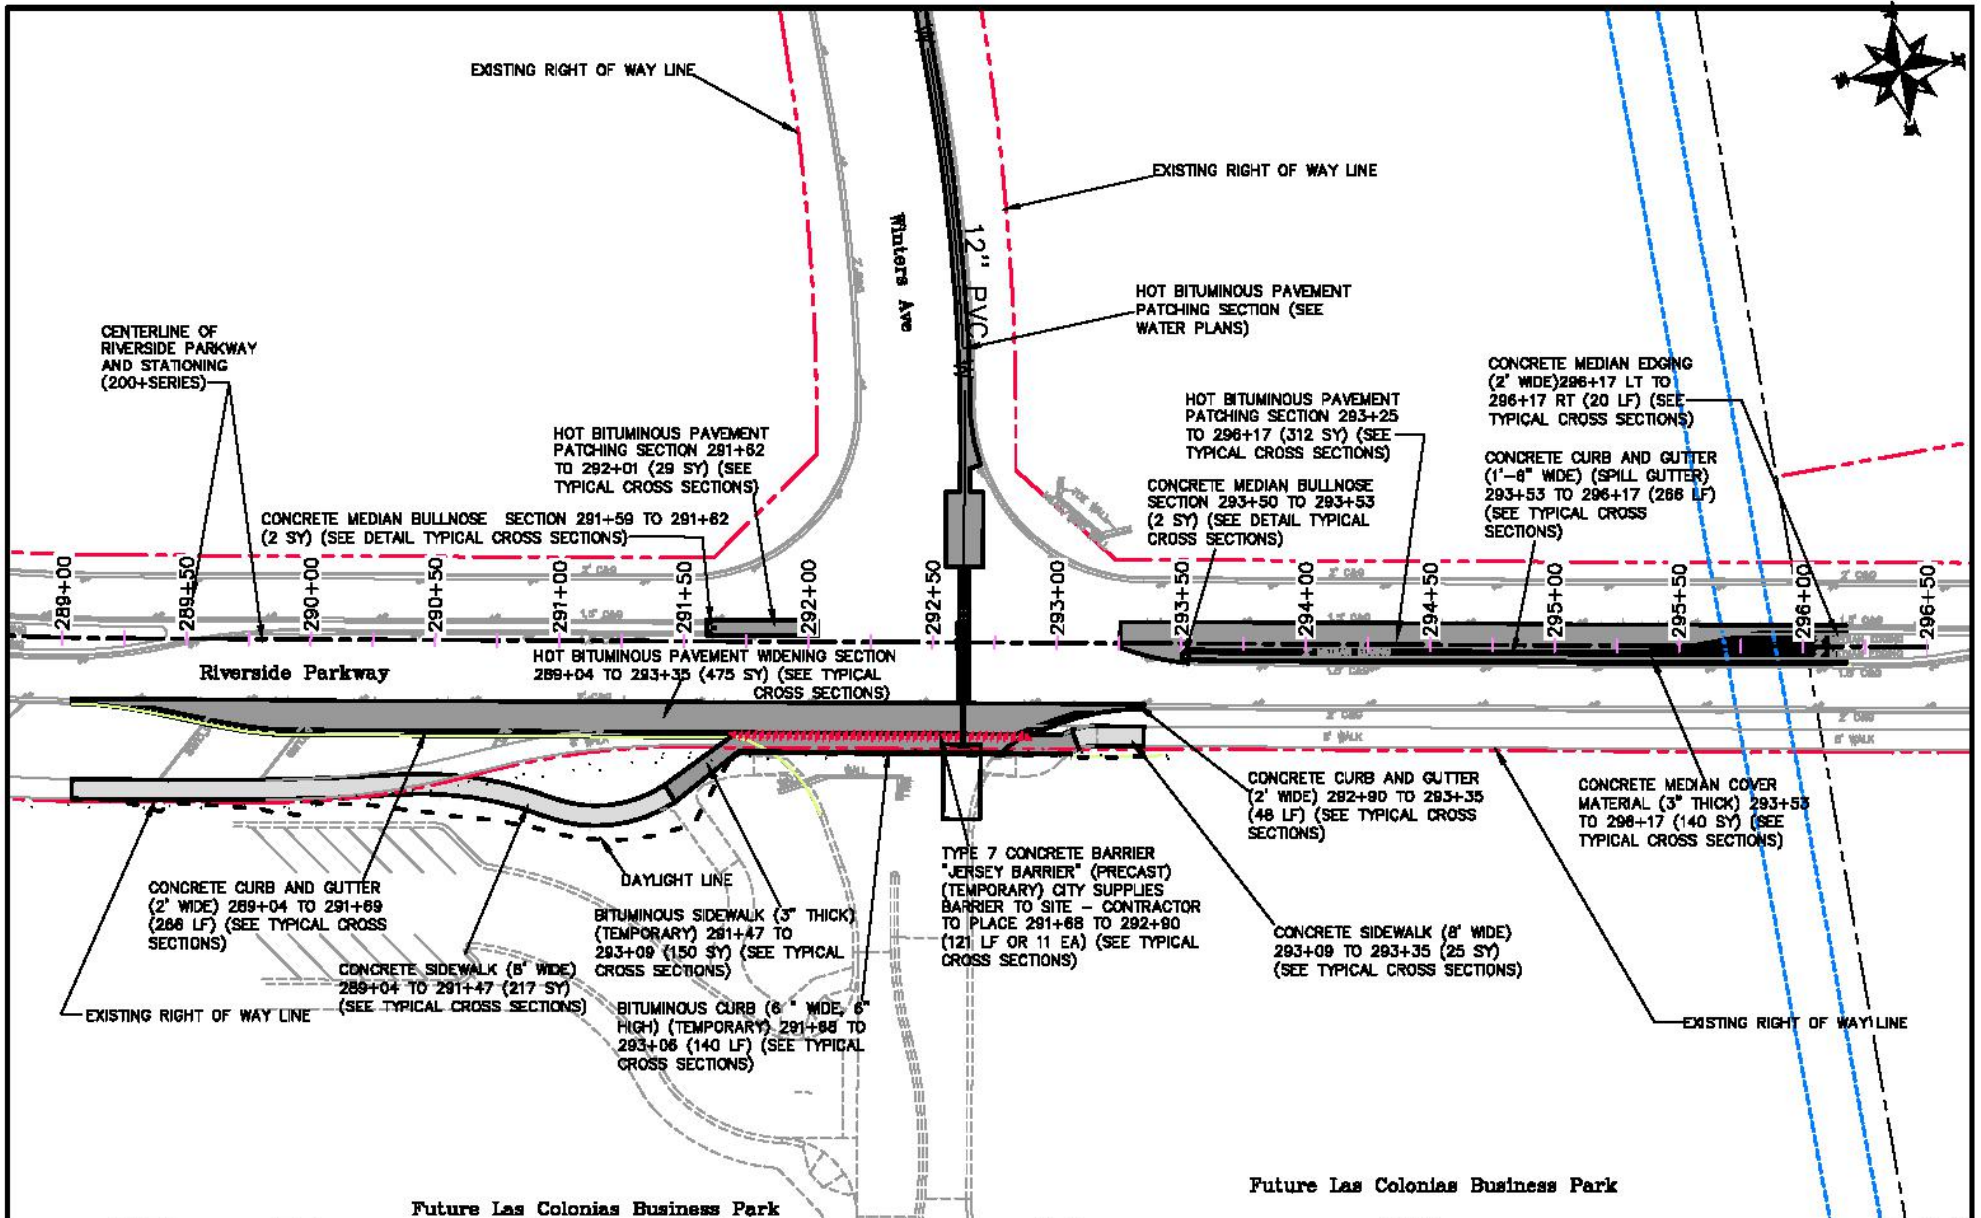 EXISTING RIGHT OF WAY LINE
EXISTING RIGHT OF WAY LINE
Winters Ave
12" PVC
W
W
HOT BITUMINOUS PAVEMENT
PATCHING SECTION (SEE
WATER PLANS)
CENTERLINE OF
RIVERSIDE PARKWAY
AND STATIONING
(200+SERIES)
HOT BITUMINOUS PAVEMENT
PATCHING SECTION 291+62
TO 292+01 (29 SY) (SEE
TYPICAL CROSS SECTIONS)
CONCRETE MEDIAN BULLNOSE SECTION 291+59 TO 291+62
(2 SY) (SEE DETAIL TYPICAL CROSS SECTIONS)
HOT BITUMINOUS PAVEMENT
PATCHING SECTION 293+25
TO 296+17 (312 SY) (SEE
TYPICAL CROSS SECTIONS)
CONCRETE MEDIAN BULLNOSE
SECTION 293+50 TO 293+53
(2 SY) (SEE DETAIL TYPICAL
CROSS SECTIONS)
CONCRETE MEDIAN EDGING
(2' WIDE)296+17 LT TO
296+17 RT (20 LF) (SEE
TYPICAL CROSS SECTIONS)
CONCRETE CURB AND GUTTER
(1'-6" WIDE) (SPILL GUTTER)
293+53 TO 296+17 (266 LF)
(SEE TYPICAL CROSS
SECTIONS)
289+00
289+50
290+00
290+50
291+00
291+50
292+00
292+50
293+00
293+50
294+00
294+50
295+00
295+50
296+00
296+50
2' C&G
2' C&G
2' C&G
1.5' C&G
1.5' C&G
Riverside Parkway
HOT BITUMINOUS PAVEMENT WIDENING SECTION
289+04 TO 293+35 (475 SY) (SEE TYPICAL
CROSS SECTIONS)
2' C&G
2' C&G
8' WALK
8' WALK
WALL
CONCRETE CURB AND GUTTER
(2' WIDE) 289+04 TO 291+69
(266 LF) (SEE TYPICAL CROSS
SECTIONS)
DAYLIGHT LINE
BITUMINOUS SIDEWALK (3" THICK)
(TEMPORARY) 291+47 TO
293+09 (150 SY) (SEE TYPICAL
CROSS SECTIONS)
CONCRETE SIDEWALK (8' WIDE)
289+04 TO 291+47 (217 SY)
(SEE TYPICAL CROSS SECTIONS)
EXISTING RIGHT OF WAY LINE
BITUMINOUS CURB (6 " WIDE, 6"
HIGH) (TEMPORARY) 291+68 TO
293+06 (140 LF) (SEE TYPICAL
CROSS SECTIONS)
TYPE 7 CONCRETE BARRIER
"JERSEY BARRIER" (PRECAST)
(TEMPORARY) CITY SUPPLIES
BARRIER TO SITE - CONTRACTOR
TO PLACE 291+68 TO 292+90
(121 LF OR 11 EA) (SEE TYPICAL
CROSS SECTIONS)
CONCRETE CURB AND GUTTER
(2' WIDE) 292+90 TO 293+35
(46 LF) (SEE TYPICAL CROSS
SECTIONS)
CONCRETE SIDEWALK (8' WIDE)
293+09 TO 293+35 (25 SY)
(SEE TYPICAL CROSS SECTIONS)
CONCRETE MEDIAN COVER
MATERIAL (3" THICK) 293+53
TO 296+17 (140 SY) (SEE
TYPICAL CROSS SECTIONS)
EXISTING RIGHT OF WAY LINE
Future Las Colonias Business Park
Future Las Colonias Business Park